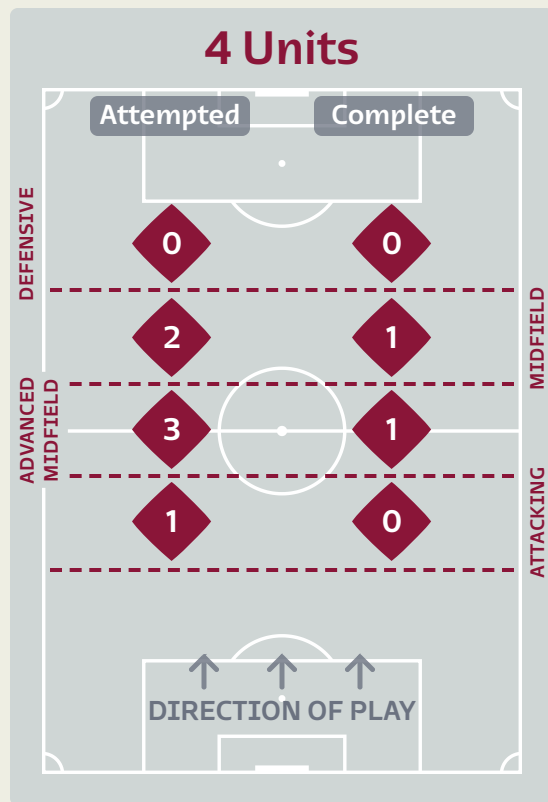 4 Units
Attempted Complete
DEFENSIVE
0 0
MIDFIELD
2 1
ADVANCED
MIDFIELD
3 1
ATTACKING
1 0
DIRECTION OF PLAY